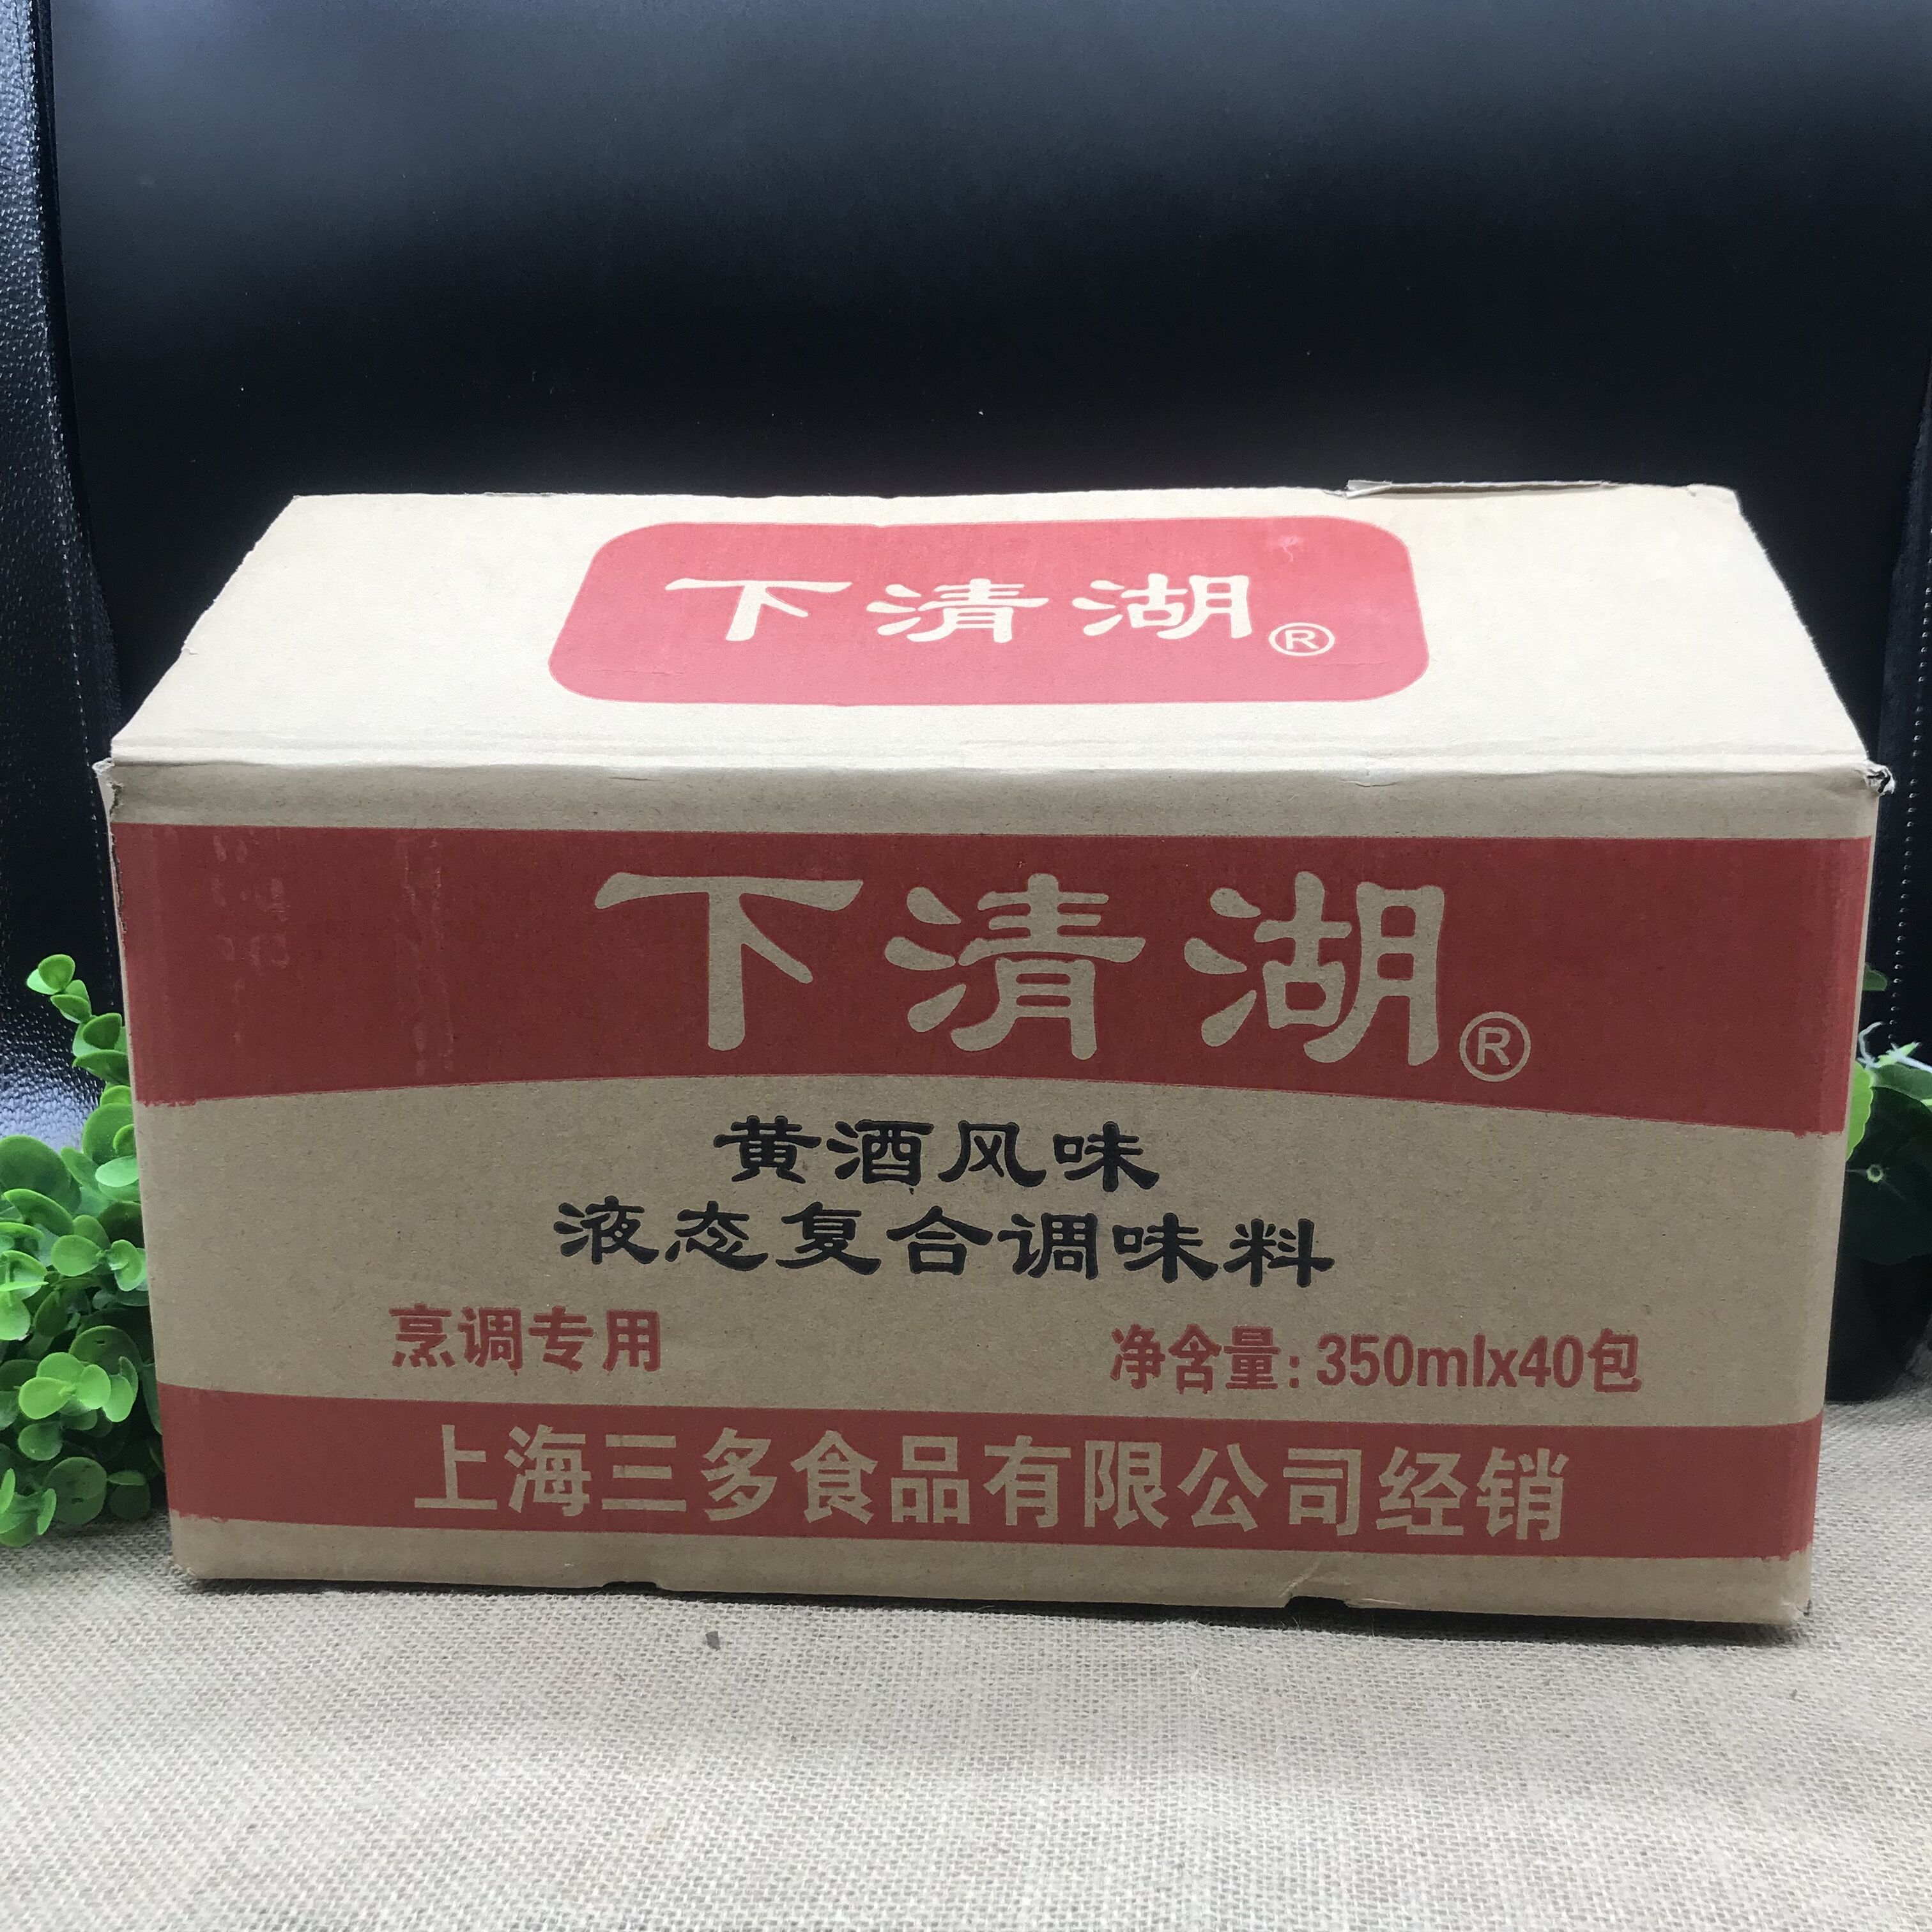 下清湖®
下清湖®
黄酒风味
液态复合调味料
烹调专用
净含量:350mlx40包
上海三多食品有限公司经销